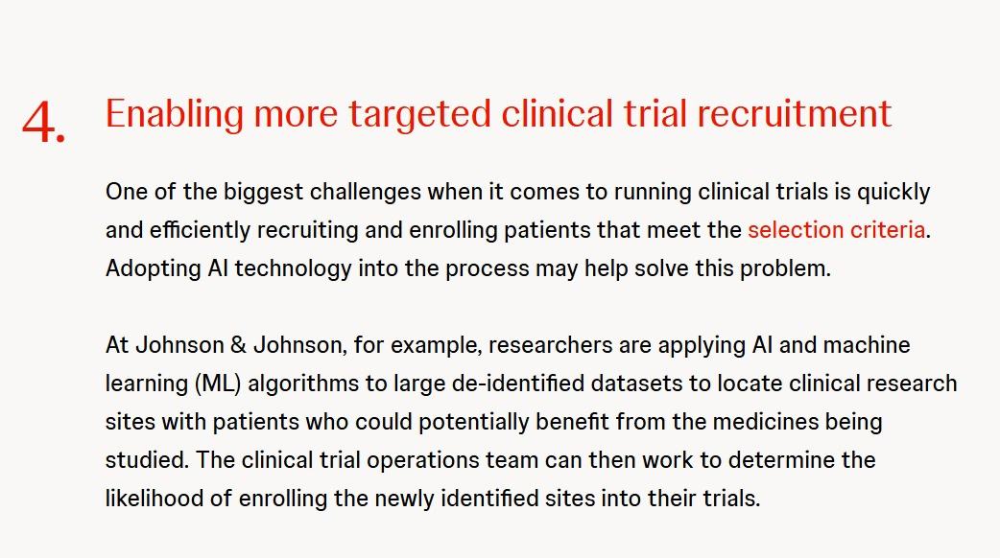 4. Enabling more targeted clinical trial recruitment
One of the biggest challenges when it comes to running clinical trials is quickly
and efficiently recruiting and enrolling patients that meet the selection criteria.
Adopting AI technology into the process may help solve this problem.
At Johnson & Johnson, for example, researchers are applying AI and machine
learning (ML) algorithms to large de-identified datasets to locate clinical research
sites with patients who could potentially benefit from the medicines being
studied. The clinical trial operations team can then work to determine the
likelihood of enrolling the newly identified sites into their trials.